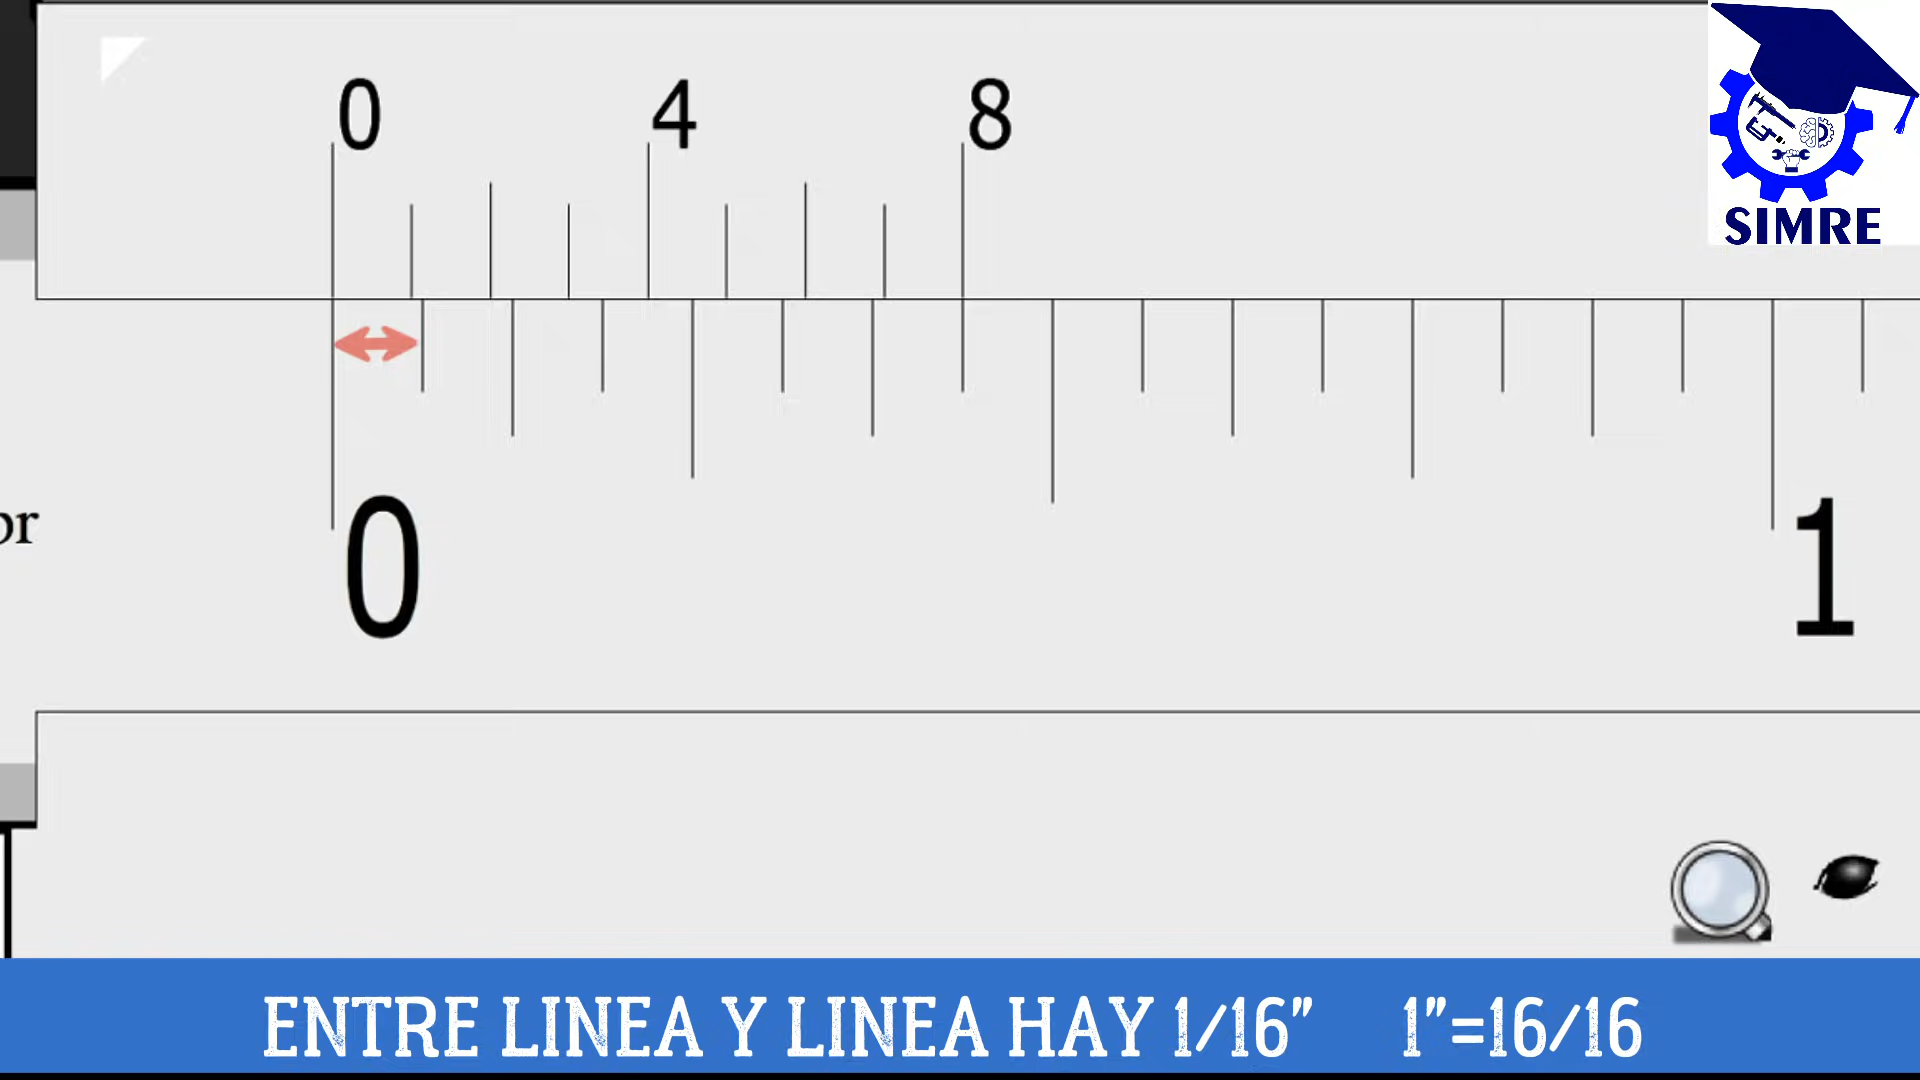 0 4 8
SIMRE
or
0 1
ENTRE LINEA Y LINEA HAY 1/16” 1”=16/16